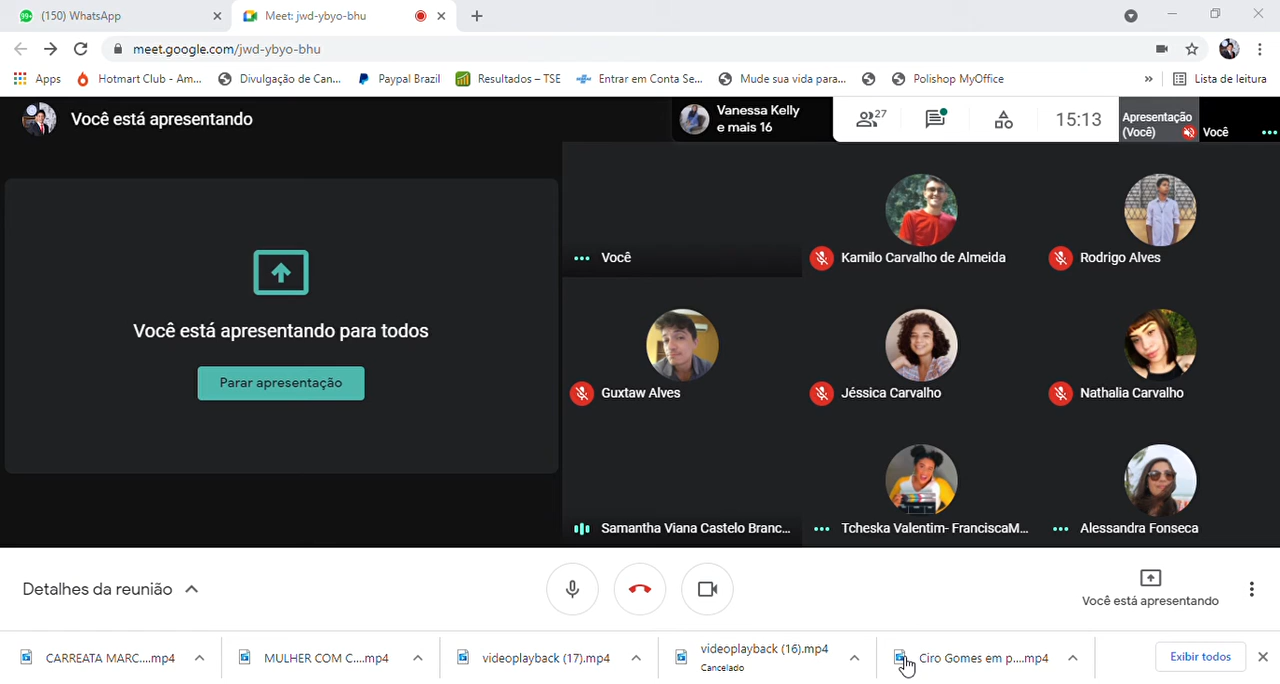 (150) WhatsApp
Meet: jwd-ybyo-bhu
meet.google.com/jwd-ybyo-bhu
Apps
Hotmart Club - Am...
Divulgação de Can...
Paypal Brazil
Resultados – TSE
Entrar em Conta Se...
Mude sua vida para...
Polishop MyOffice
»
Lista de leitura
Você está apresentando
Vanessa Kelly
e mais 16
27
15:13
Apresentação
(Você)
Você
Você está apresentando para todos
Parar apresentação
Você
Kamilo Carvalho de Almeida
Rodrigo Alves
Guxtaw Alves
Jéssica Carvalho
Nathalia Carvalho
Samantha Viana Castelo Branc...
Tcheska Valentim- FranciscaM...
Alessandra Fonseca
Detalhes da reunião
Você está apresentando
CARREATA MARC....mp4
MULHER COM C....mp4
videoplayback (17).mp4
videoplayback (16).mp4
Cancelado
Ciro Gomes em p....mp4
Exibir todos